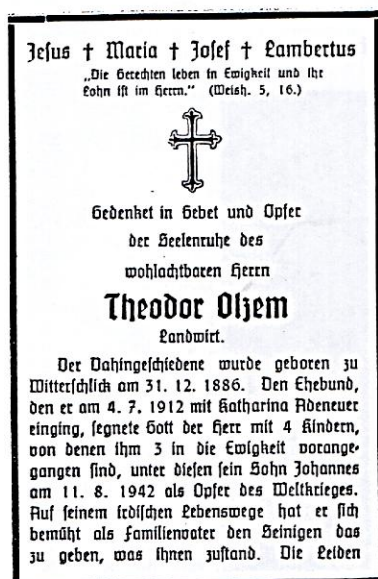 Jesus † Maria † Josef † Lambertus
„Die Gerechten leben in Ewigkeit und ihr
Lohn ist im Herrn.“ (Weish. 5, 16.)
Gedenket in Gebet und Opfer
der Seelenruhe des
wohlachtbaren Herrn
Theodor Olzem
Landwirt.
Der Dahingeschiedene wurde geboren zu
Witterschlick am 31. 12. 1886. Den Ehebund,
den er am 4. 7. 1912 mit Katharina Adeneuer
einging, segnete Gott der Herr mit 4 Kindern,
von denen ihm 3 in die Ewigkeit vorange-
gangen sind, unter diesen sein Sohn Johannes
am 11. 8. 1942 als Opfer des Weltkrieges.
Auf seinem irdischen Lebenswege hat er sich
bemüht als Familienvater den Seinigen das
zu geben, was ihnen zustand. Die Leiden